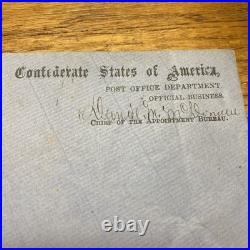 Confederate States of America,
POST OFFICE DEPARTMENT
OFFICIAL BUSINESS.
CHIEF OF THE APPOINTMENT BUREAU.